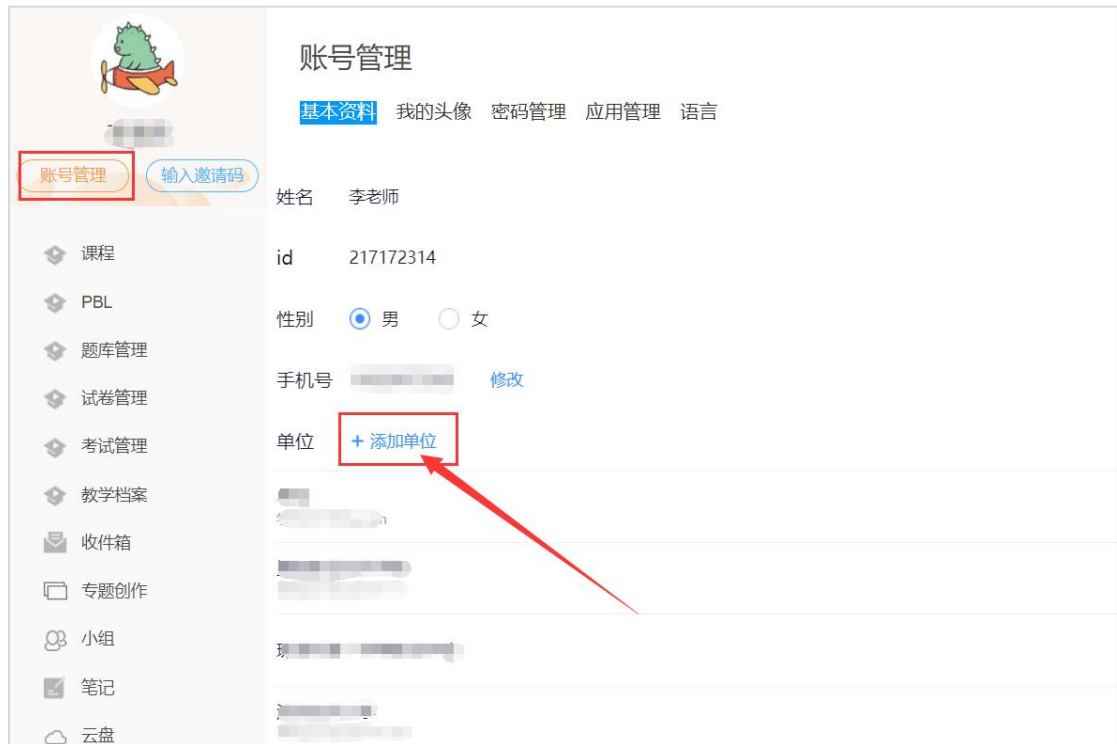 账号管理
输入邀请码
课程
PBL
题库管理
试卷管理
考试管理
教学档案
收件箱
专题创作
小组
笔记
云盘
账号管理
基本资料 我的头像 密码管理 应用管理 语言
姓名 李老师
id 217172314
性别 男 女
手机号 修改
单位 + 添加单位